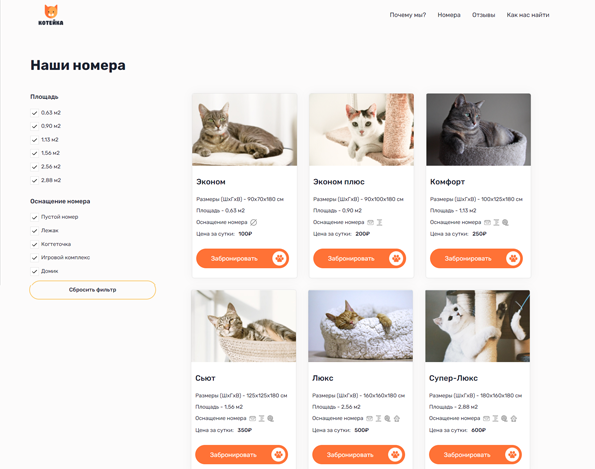 КОТЕЙКА
Почему мы? Номера Отзывы Как нас найти
Наши номера
Площадь
0,63 м2
0,90 м2
1,13 м2
1,56 м2
2,56 м2
2,88 м2
Оснащение номера
Пустой номер
Лежак
Когтеточка
Игровой комплекс
Домик
Сбросить фильтр
Эконом
Размеры (ШхГхВ) - 90х70х180 см
Площадь - 0,63 м2
Оснащение номера
Цена за сутки: 100₽
Забронировать
Эконом плюс
Размеры (ШхГхВ) - 90х100х180 см
Площадь - 0,90 м2
Оснащение номера
Цена за сутки: 200₽
Забронировать
Комфорт
Размеры (ШхГхВ) - 100х125х180 см
Площадь - 1,13 м2
Оснащение номера
Цена за сутки: 250₽
Забронировать
Сьют
Размеры (ШхГхВ) - 125х125х180 см
Площадь - 1,56 м2
Оснащение номера
Цена за сутки: 350₽
Забронировать
Люкс
Размеры (ШхГхВ) - 160х160х180 см
Площадь - 2,56 м2
Оснащение номера
Цена за сутки: 500₽
Забронировать
Супер-Люкс
Размеры (ШхГхВ) - 180х160х180 см
Площадь - 2,88 м2
Оснащение номера
Цена за сутки: 600₽
Забронировать